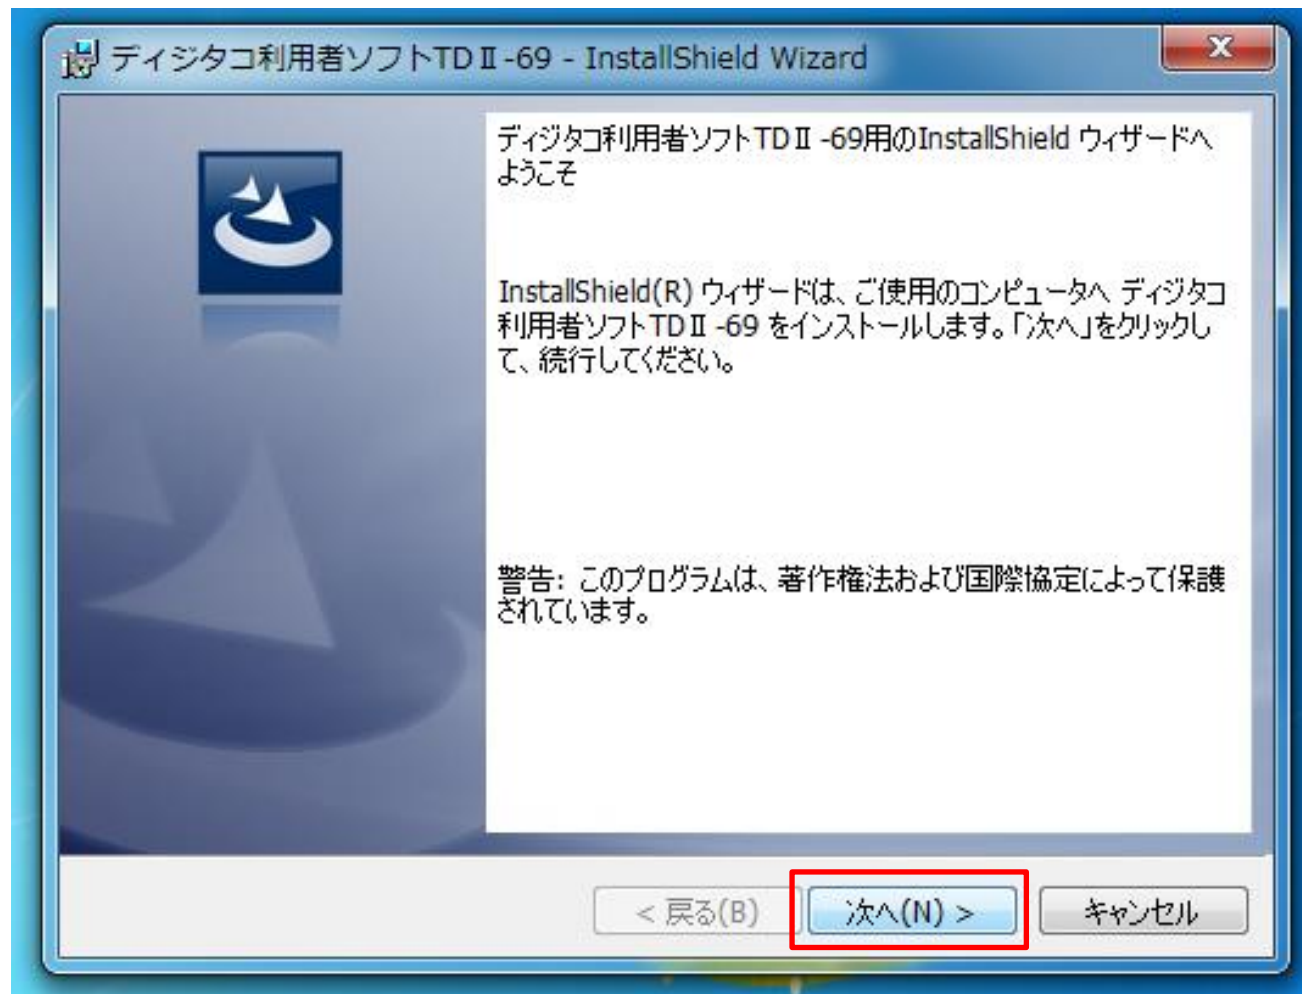 ディジタコ利用者ソフトTDⅡ-69 - InstallShield Wizard
ディジタコ利用者ソフトTDⅡ-69用のInstallShield ウィザードへ
ようこそ
InstallShield(R) ウィザードは、ご使用のコンピュータへ ディジタコ
利用者ソフトTDⅡ-69 をインストールします。「次へ」をクリックし
て、続行してください。
警告: このプログラムは、著作権法および国際協定によって保護
されています。
< 戻る(B) 次へ(N) > キャンセル